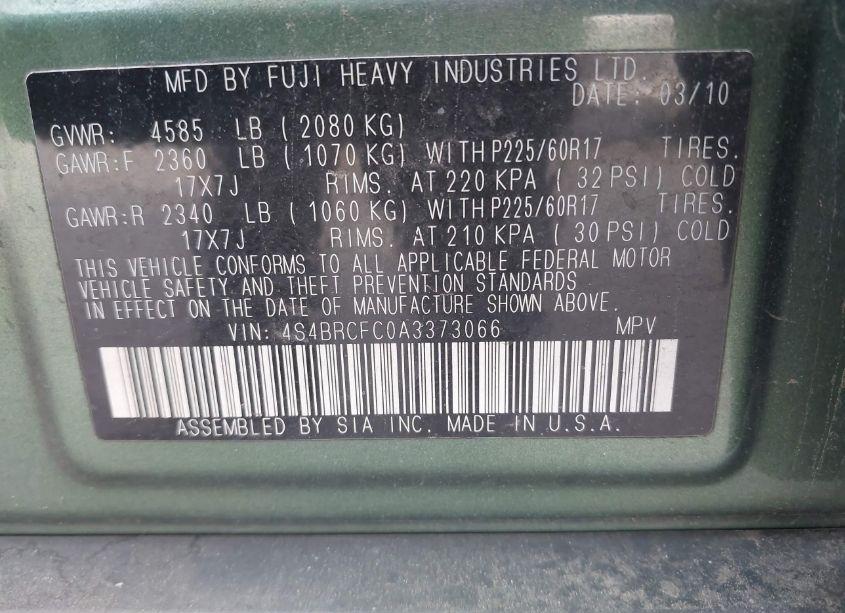 MFD BY FUJI HEAVY INDUSTRIES LTD.
DATE: 03/10
GVWR: 4585 LB ( 2080 KG)
GAWR:F 2360 LB ( 1070 KG) WITH P225/60R17 TIRES.
17X7J RIMS. AT 220 KPA ( 32 PSI) COLD
GAWR:R 2340 LB ( 1060 KG) WITH P225/60R17 TIRES.
17X7J RIMS. AT 210 KPA ( 30 PSI) COLD
THIS VEHICLE CONFORMS TO ALL APPLICABLE FEDERAL MOTOR
VEHICLE SAFETY AND THEFT PREVENTION STANDARDS
IN EFFECT ON THE DATE OF MANUFACTURE SHOWN ABOVE.
VIN: 4S4BRCFC0A3373066 MPV
ASSEMBLED BY SIA INC. MADE IN U.S.A.